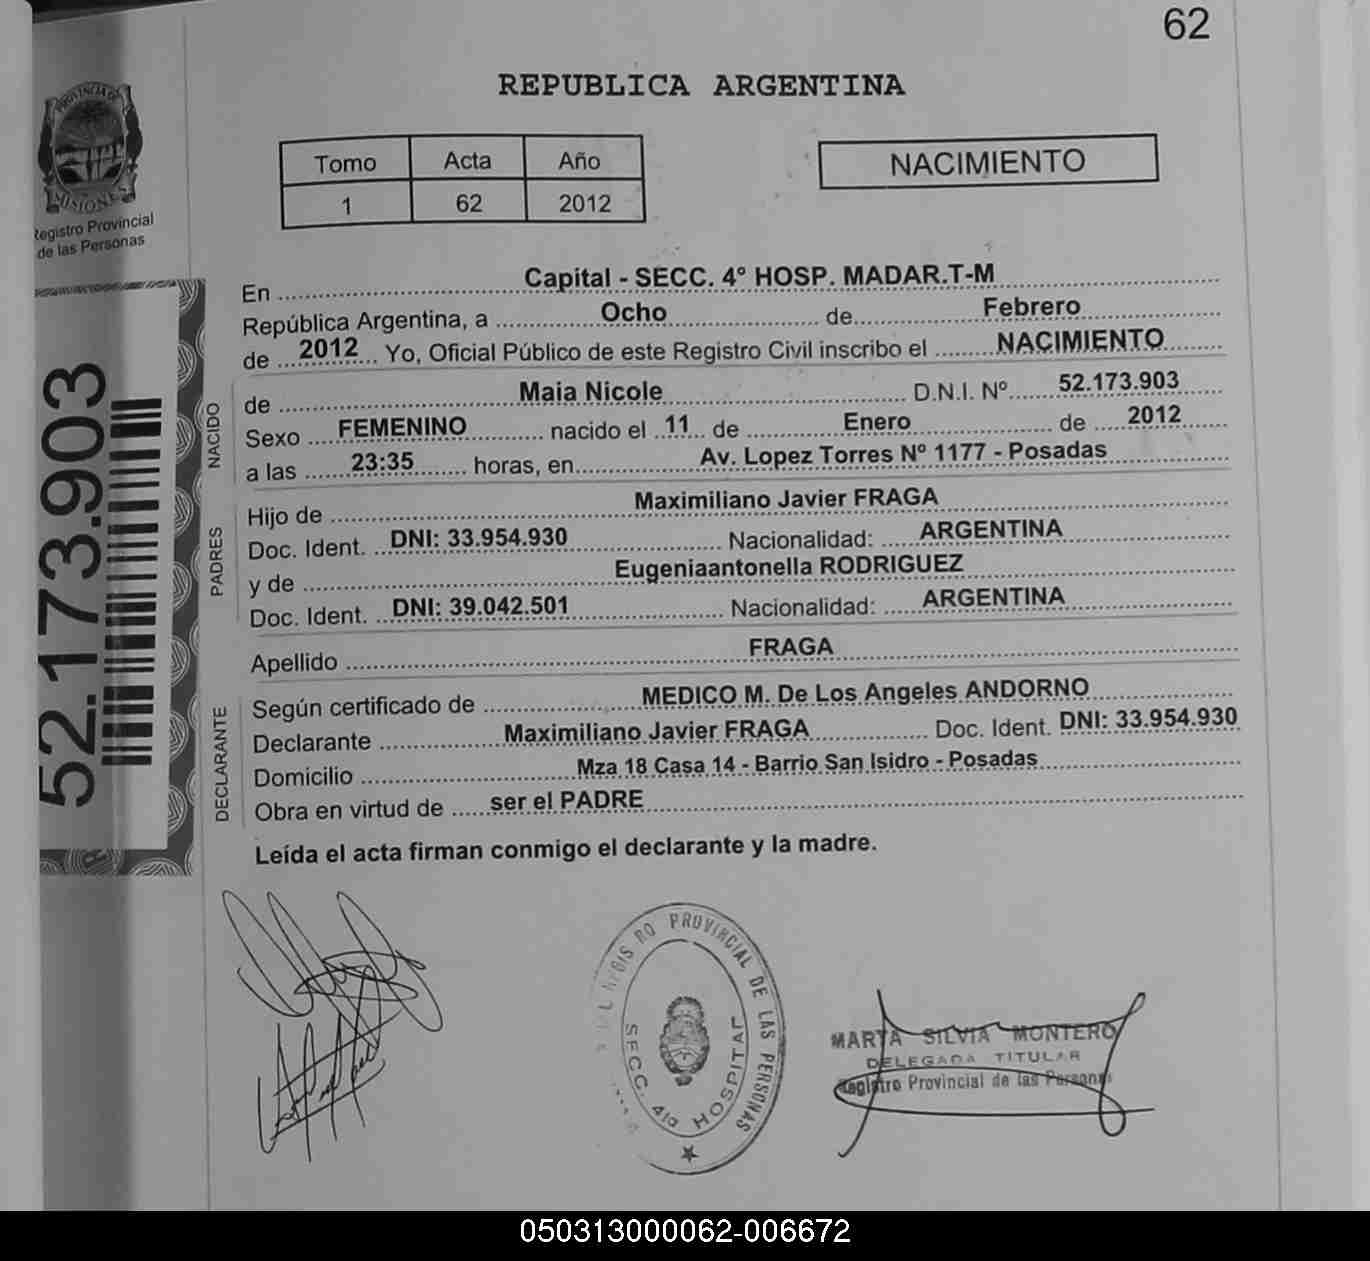 62
REPUBLICA ARGENTINA
PROVINCIA DE
MISIONES
Registro Provincial
de las Personas
Tomo Acta Año
1 62 2012
NACIMIENTO
En Capital - SECC. 4º HOSP. MADAR.T-M
República Argentina, a Ocho de Febrero
de 2012 Yo, Oficial Público de este Registro Civil inscribo el NACIMIENTO
NACIDO
de Maia Nicole D.N.I. Nº 52.173.903
Sexo FEMENINO nacido el 11 de Enero de 2012
a las 23:35 horas, en Av. Lopez Torres Nº 1177 - Posadas
PADRES
Hijo de Maximiliano Javier FRAGA
Doc. Ident. DNI: 33.954.930 Nacionalidad: ARGENTINA
y de Eugeniaantonella RODRIGUEZ
Doc. Ident. DNI: 39.042.501 Nacionalidad: ARGENTINA
Apellido FRAGA
DECLARANTE
Según certificado de MEDICO M. De Los Angeles ANDORNO
Declarante Maximiliano Javier FRAGA Doc. Ident. DNI: 33.954.930
Domicilio Mza 18 Casa 14 - Barrio San Isidro - Posadas
Obra en virtud de ser el PADRE
Leída el acta firman conmigo el declarante y la madre.
52.173.903
PROVINCIAL DE LAS PERSONAS
SECC. 4ta HOSPITAL
MARTA SILVIA MONTERO
DELEGADA TITULAR
Registro Provincial de las Personas
050313000062-006672